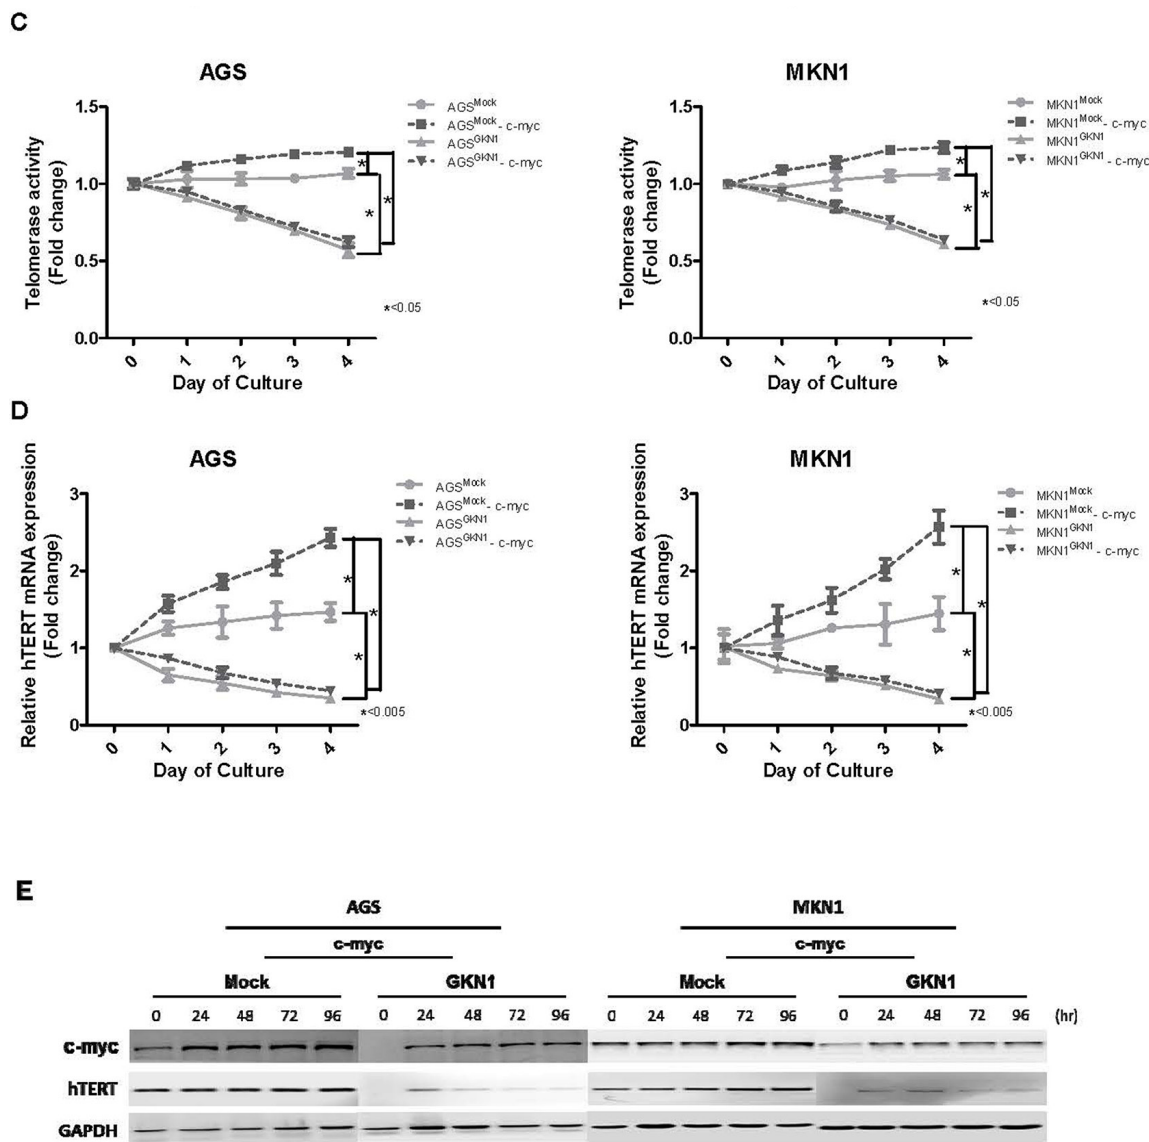 C
AGS
MKN1
1.5
1.0
0.5
0.0
Telomerase activity
(Fold change)
0 1 2 3 4
Day of Culture
AGSMock
AGSMock- c-myc
AGSGKN1
AGSGKN1 - c-myc
*
*
*
*<0.05
1.5
1.0
0.5
0.0
Telomerase activity
(Fold change)
0 1 2 3 4
Day of Culture
MKN1Mock
MKN1Mock- c-myc
MKN1GKN1
MKN1GKN1 - c-myc
*
*
*
*<0.05
D
AGS
MKN1
3
2
1
0
Relative hTERT mRNA expression
(Fold change)
0 1 2 3 4
Day of Culture
AGSMock
AGSMock- c-myc
AGSGKN1
AGSGKN1 - c-myc
*
*
*
*<0.005
3
2
1
0
Relative hTERT mRNA expression
(Fold change)
0 1 2 3 4
Day of Culture
MKN1Mock
MKN1Mock- c-myc
MKN1GKN1
MKN1GKN1 - c-myc
*
*
*
*<0.005
E
AGS MKN1
c-myc c-myc
Mock GKN1 Mock GKN1
0 24 48 72 96 0 24 48 72 96 0 24 48 72 96 0 24 48 72 96 (hr)
c-myc
hTERT
GAPDH